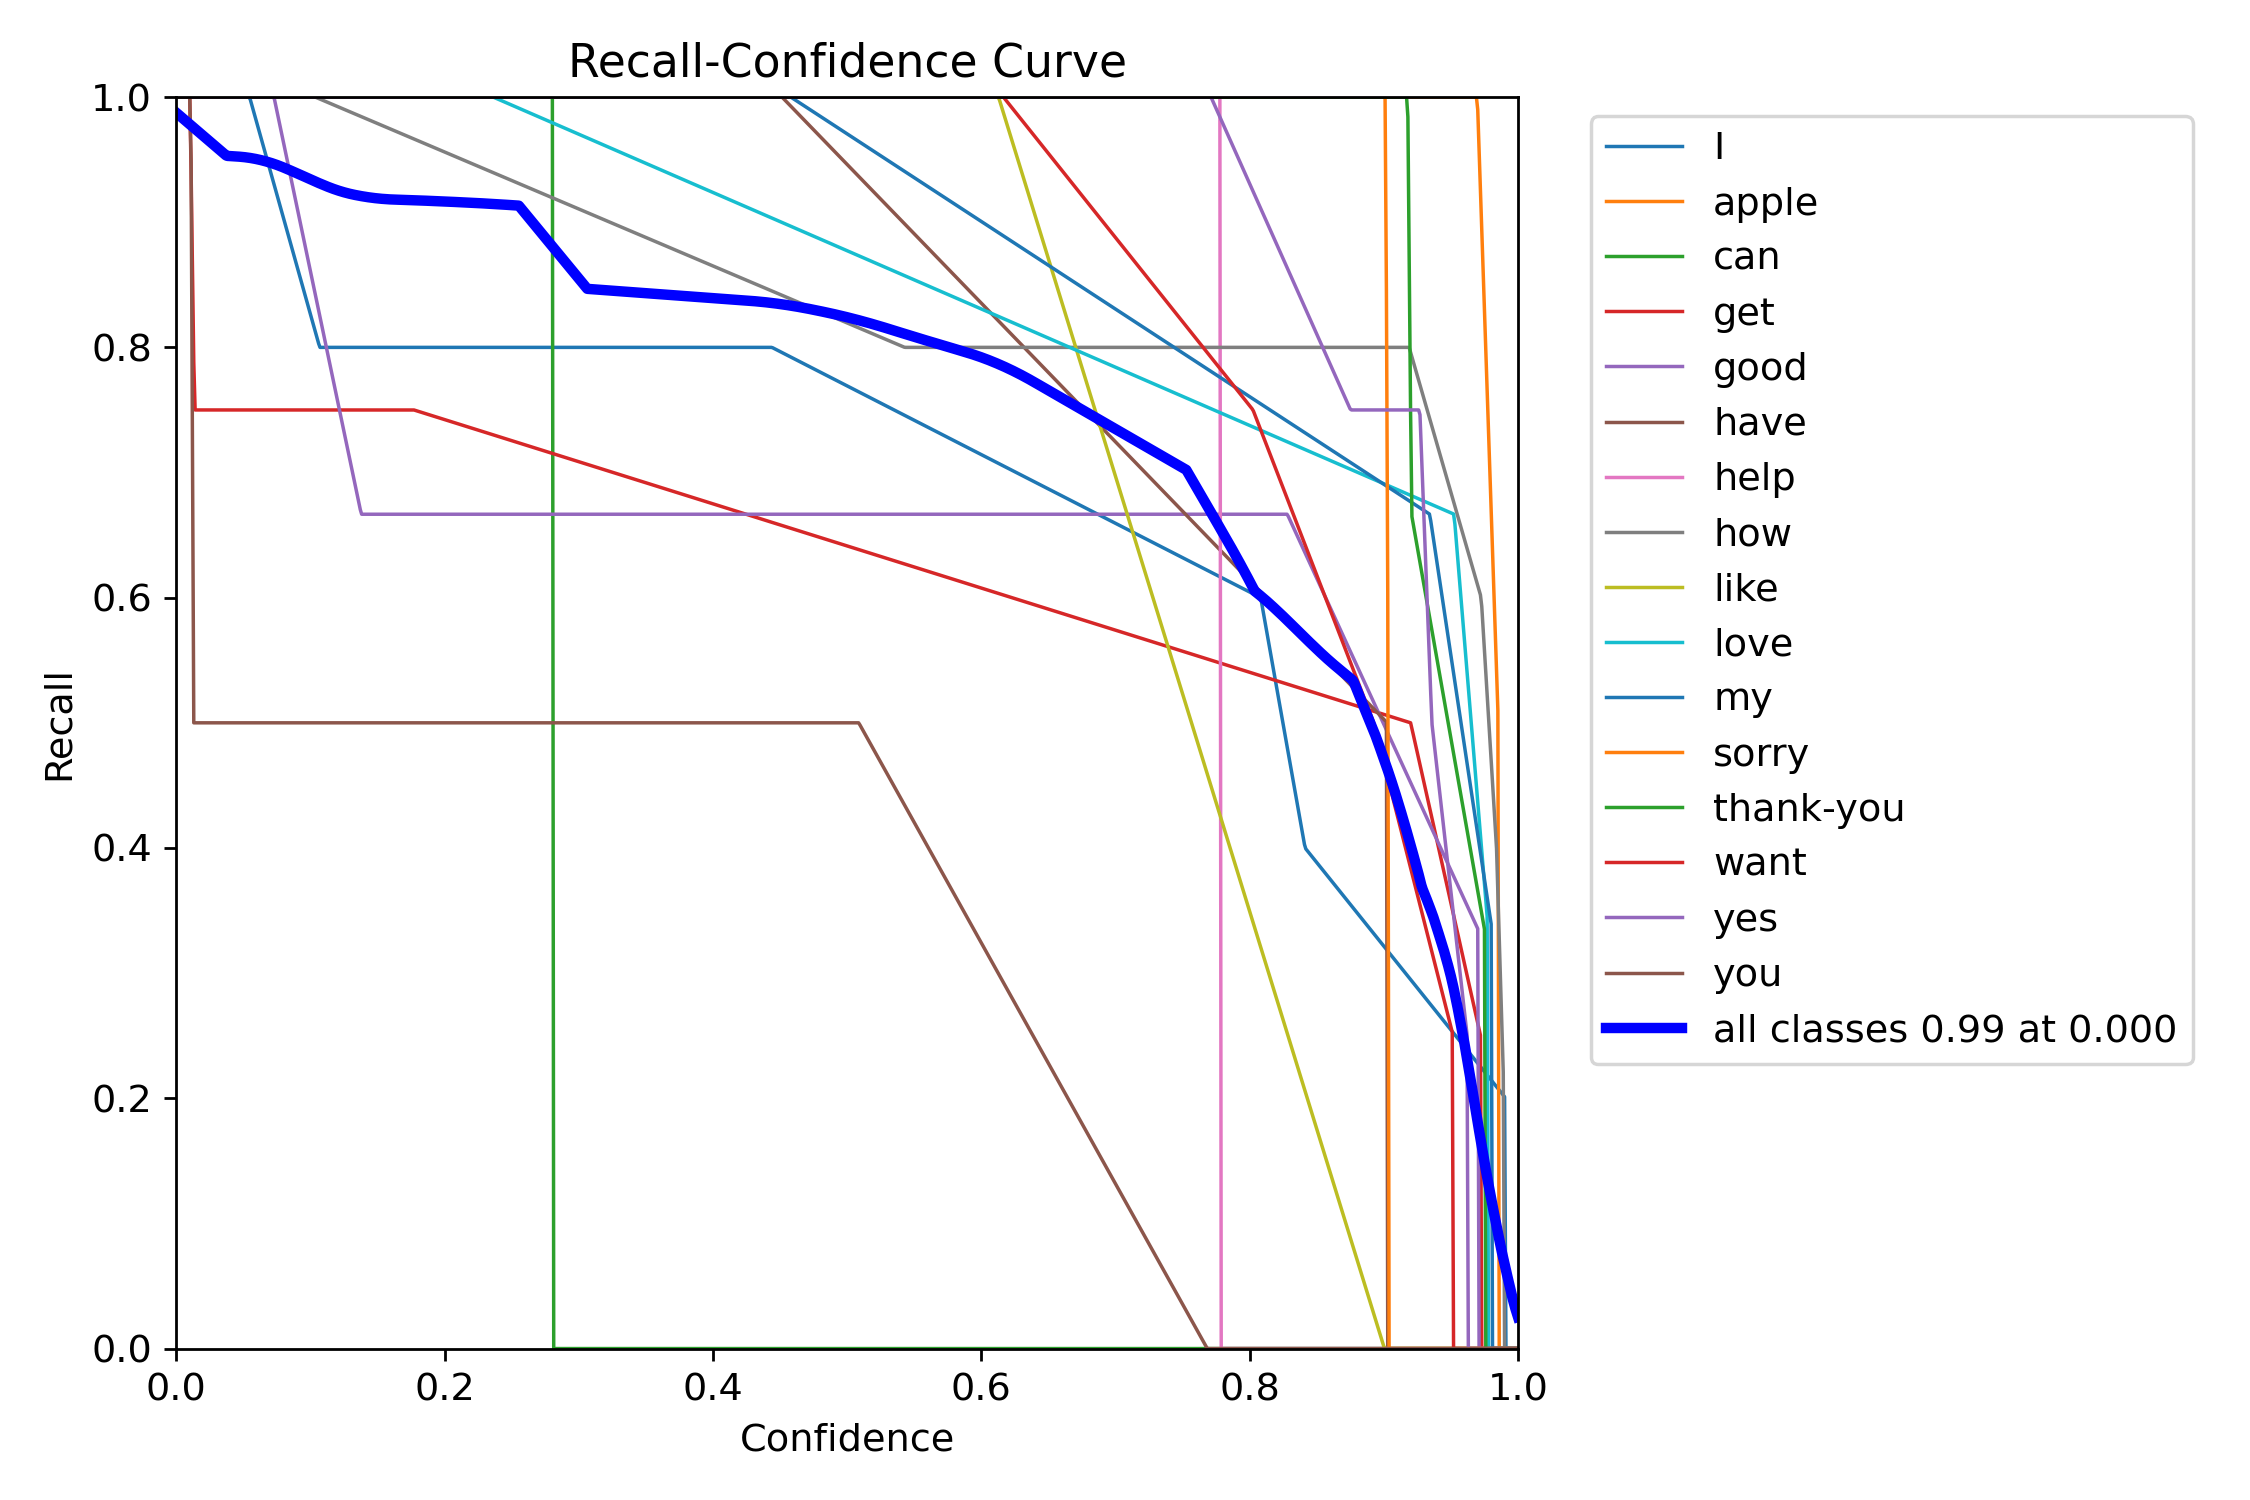 Recall-Confidence Curve
1.0
0.8
0.6
0.4
0.2
0.0
Recall
0.0 0.2 0.4 0.6 0.8 1.0
Confidence
I
apple
can
get
good
have
help
how
like
love
my
sorry
thank-you
want
yes
you
all classes 0.99 at 0.000